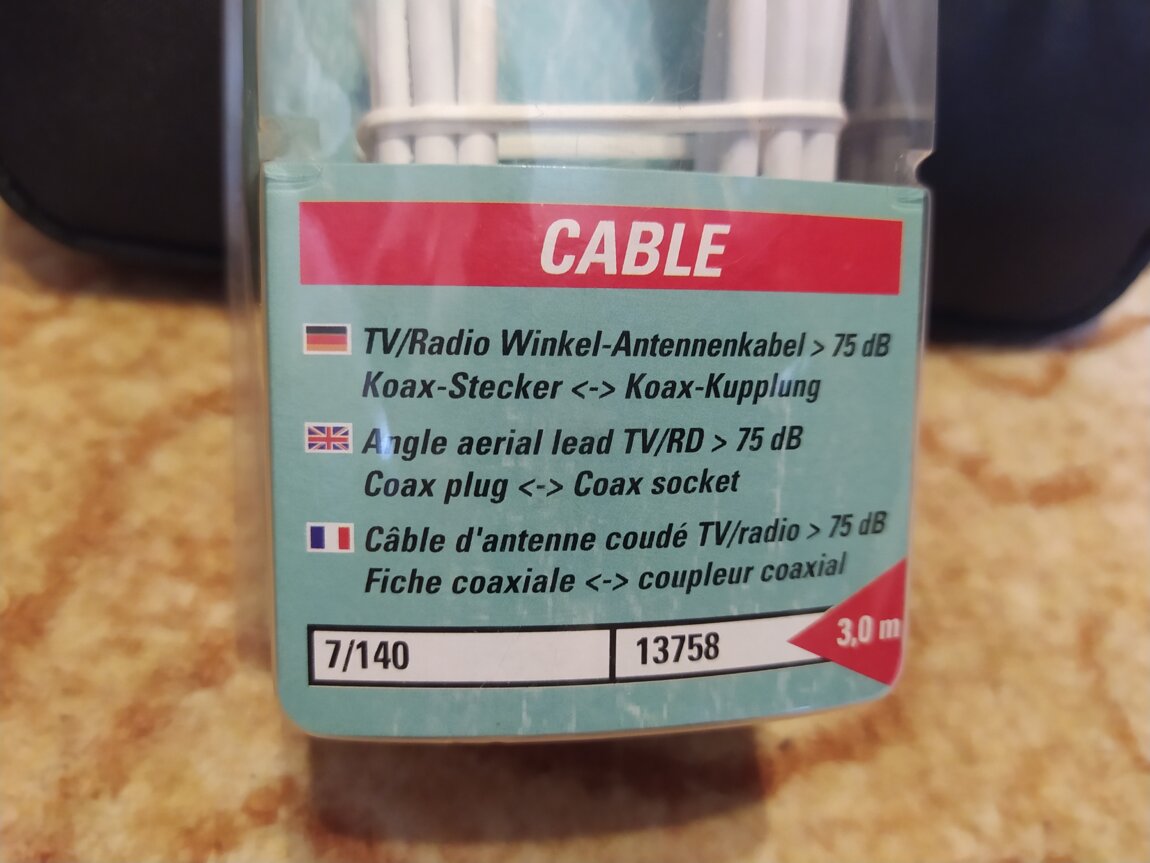 CABLE
TV/Radio Winkel-Antennenkabel > 75 dB
Koax-Stecker <-> Koax-Kupplung
Angle aerial lead TV/RD > 75 dB
Coax plug <-> Coax socket
Câble d'antenne coudé TV/radio > 75 dB
Fiche coaxiale <-> coupleur coaxial
7/140 13758 3,0 m